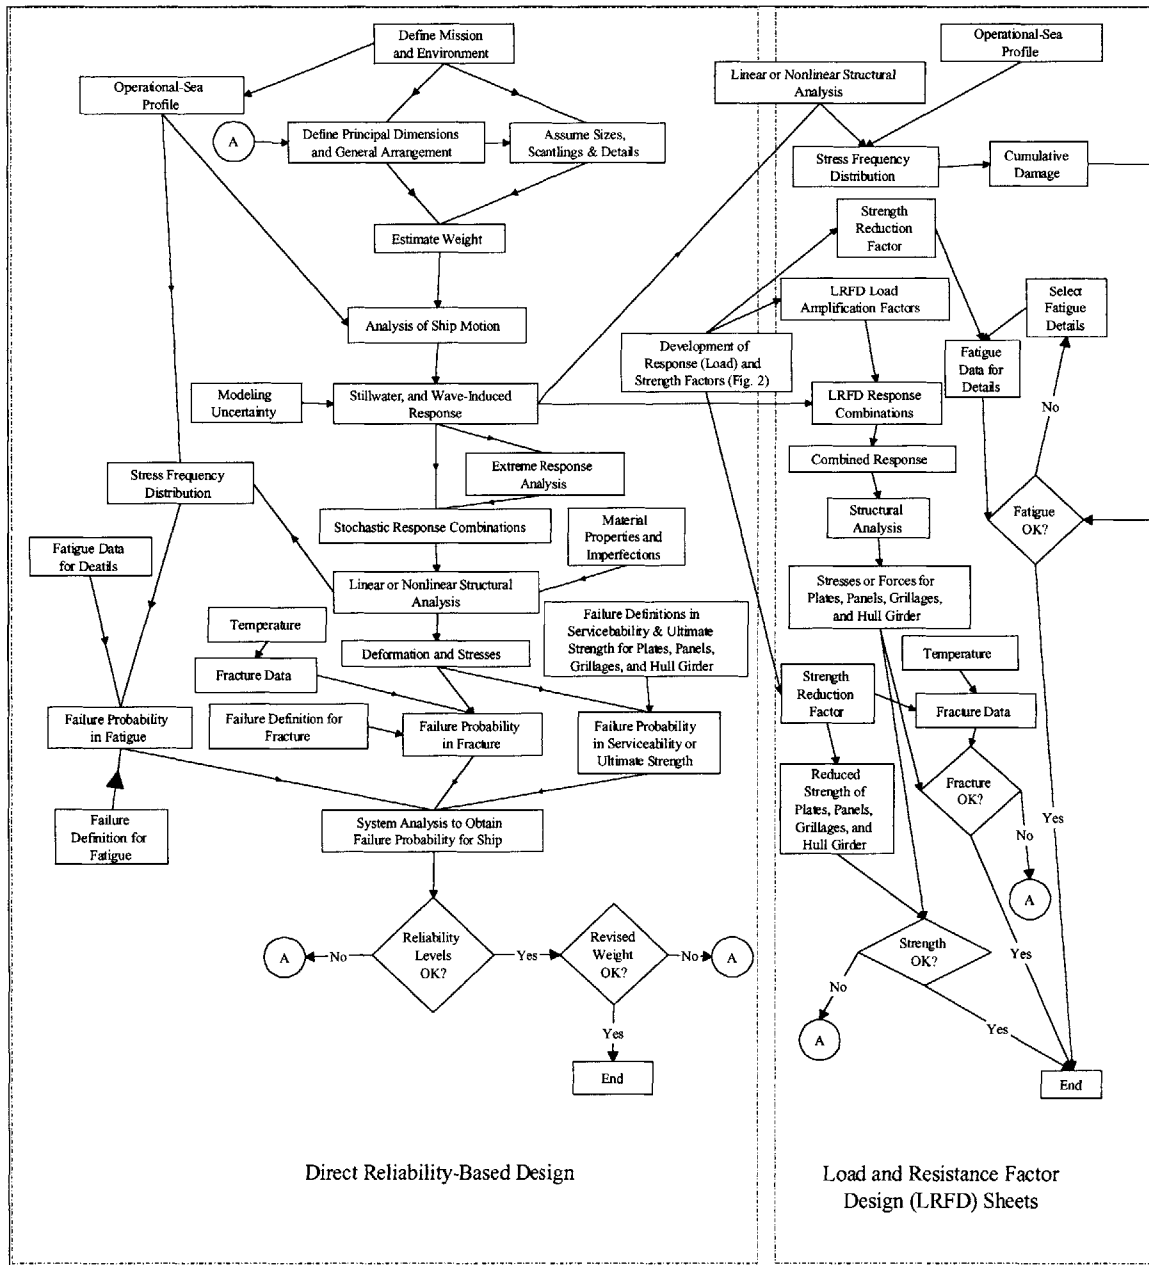 Define Mission
and Environment
Operational-Sea
Profile
A
Define Principal Dimensions
and General Arrangement
Assume Sizes,
Scantlings & Details
Estimate Weight
Analysis of Ship Motion
Modeling
Uncertainty
Stillwater, and Wave-Induced
Response
Extreme Response
Analysis
Stress Frequency
Distribution
Stochastic Response Combinations
Material
Properties and
Imperfections
Fatigue Data
for Deatils
Linear or Nonlinear Structural
Analysis
Temperature
Failure Definitions in
Servicebability & Ultimate
Strength for Plates, Panels,
Grillages, and Hull Girder
Deformation and Stresses
Fracture Data
Failure Probability
in Fatigue
Failure Definition for
Fracture
Failure Probability
in Fracture
Failure Probability
in Serviceability or
Ultimate Strength
Failure
Definition for
Fatigue
System Analysis to Obtain
Failure Probability for Ship
A
No
Reliability
Levels
OK?
Yes
Revised
Weight
OK?
No
A
Yes
End
Direct Reliability-Based Design
Operational-Sea
Profile
Linear or Nonlinear Structural
Analysis
Stress Frequency
Distribution
Cumulative
Damage
Strength
Reduction
Factor
LRFD Load
Amplification Factors
Select
Fatigue
Details
Development of
Response (Load) and
Strength Factors (Fig. 2)
Fatigue
Data for
Details
LRFD Response
Combinations
No
Combined Response
Structural
Analysis
Fatigue
OK?
Stresses or Forces for
Plates, Panels, Grillages,
and Hull Girder
Temperature
Strength
Reduction
Factor
Fracture Data
Reduced
Strength of
Plates, Panels,
Grillages, and
Hull Girder
Fracture
OK?
No
Yes
A
Strength
OK?
Yes
No
A
Yes
End
Load and Resistance Factor
Design (LRFD) Sheets